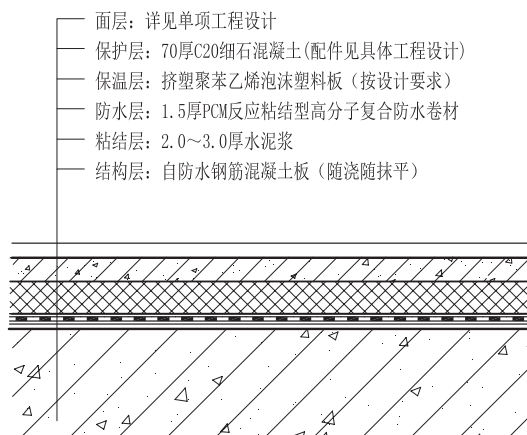 面层：详见单项工程设计
保护层：70厚C20细石混凝土(配件见具体工程设计)
保温层：挤塑聚苯乙烯泡沫塑料板（按设计要求）
防水层：1.5厚PCM反应粘结型高分子复合防水卷材
粘结层：2.0～3.0厚水泥浆
结构层：自防水钢筋混凝土板（随浇随抹平）